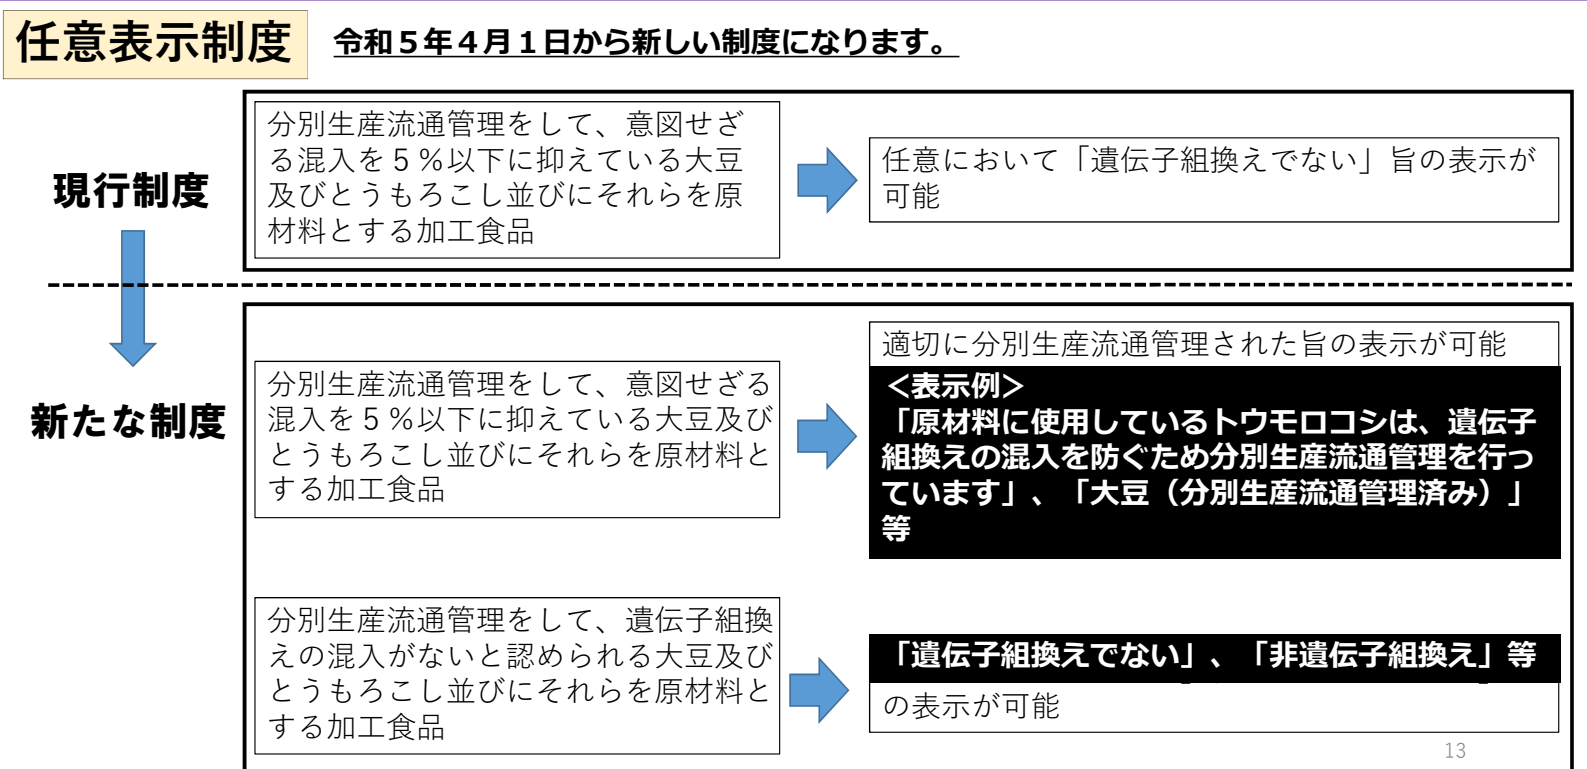 任意表示制度
令和５年４月１日から新しい制度になります。
現行制度
分別生産流通管理をして、意図せざ
る混入を５％以下に抑えている大豆
及びとうもろこし並びにそれらを原
材料とする加工食品
任意において「遺伝子組換えでない」旨の表示が
可能
新たな制度
分別生産流通管理をして、意図せざる
混入を５％以下に抑えている大豆及び
とうもろこし並びにそれらを原材料と
する加工食品
適切に分別生産流通管理された旨の表示が可能
＜表示例＞
「原材料に使用しているトウモロコシは、遺伝子
組換えの混入を防ぐため分別生産流通管理を行っ
ています」、「大豆（分別生産流通管理済み）」
等
分別生産流通管理をして、遺伝子組換
えの混入がないと認められる大豆及び
とうもろこし並びにそれらを原材料と
する加工食品
「遺伝子組換えでない」、「非遺伝子組換え」等
の表示が可能
13